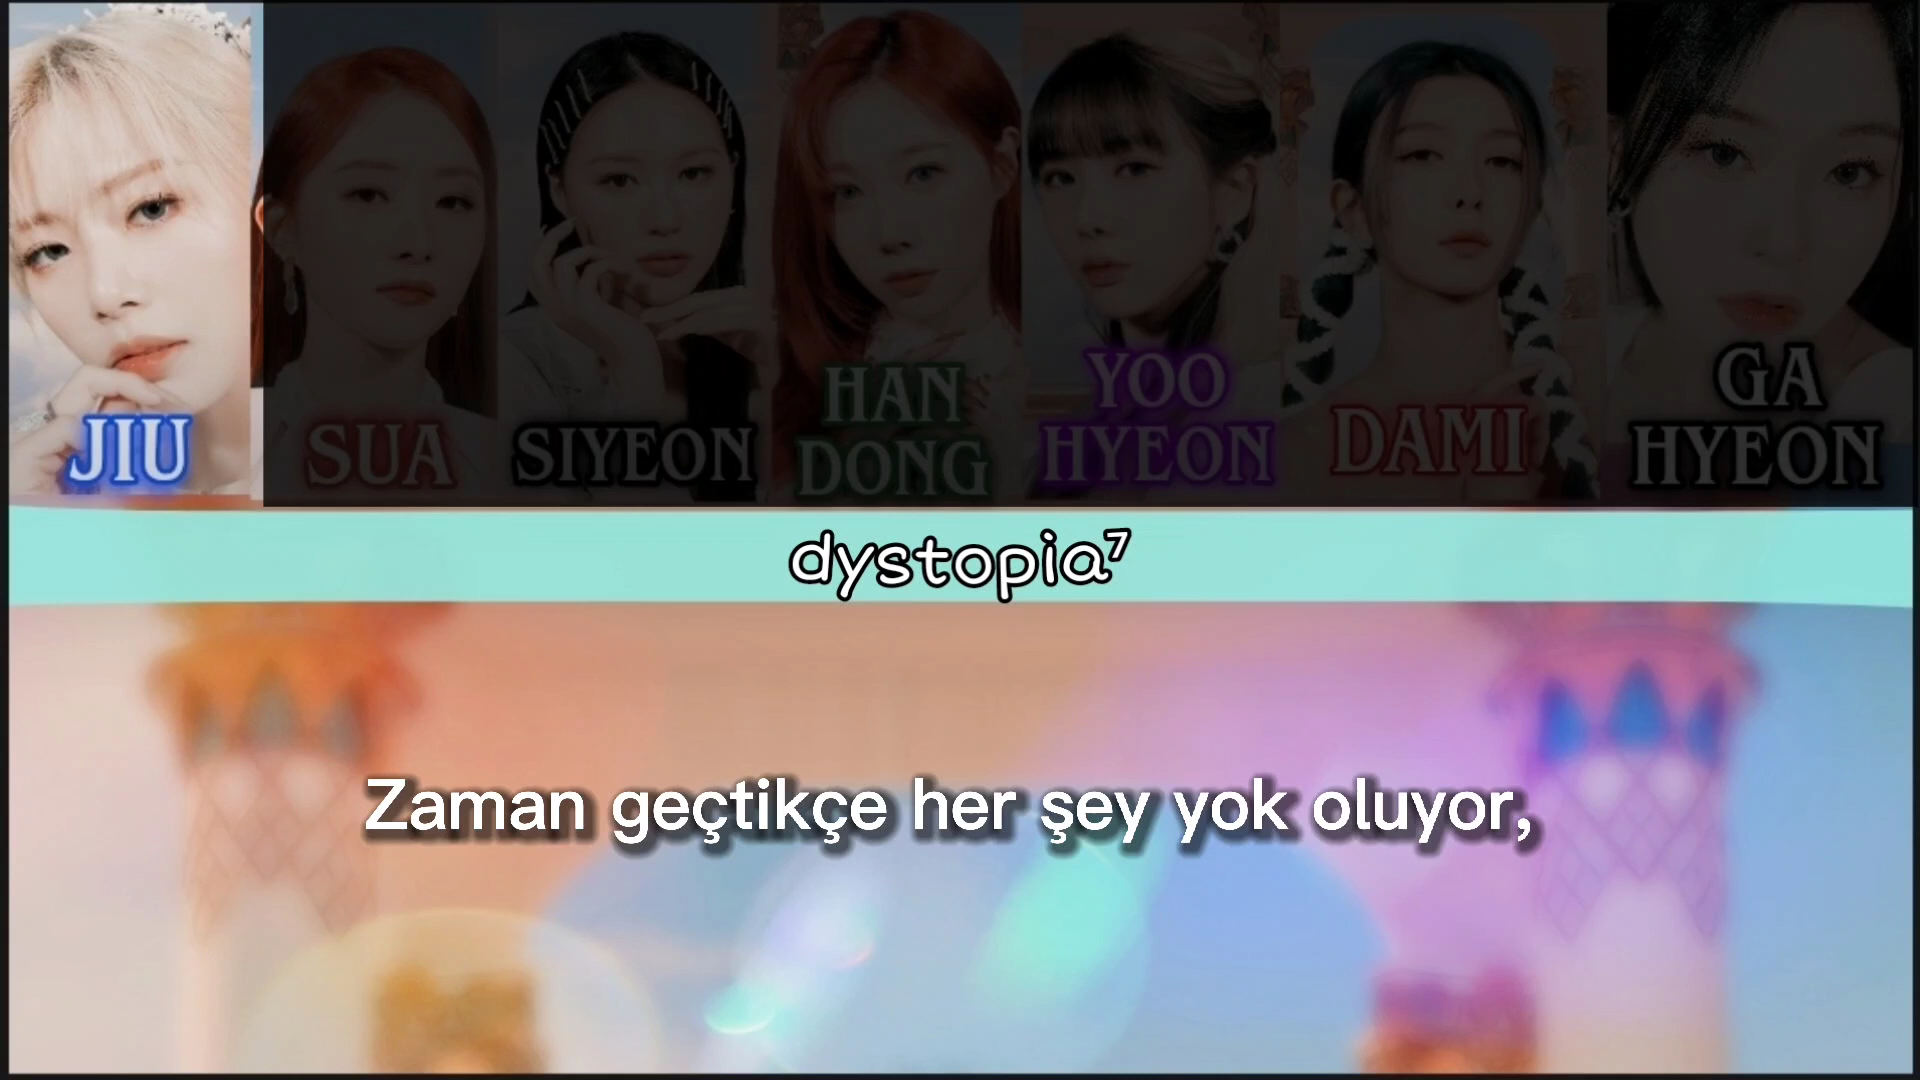 JIU
SUA
SIYEON
HAN
DONG
YOO
HYEON
DAMI
GA
HYEON
dystopia⁷
Zaman geçtikçe her şey yok oluyor,